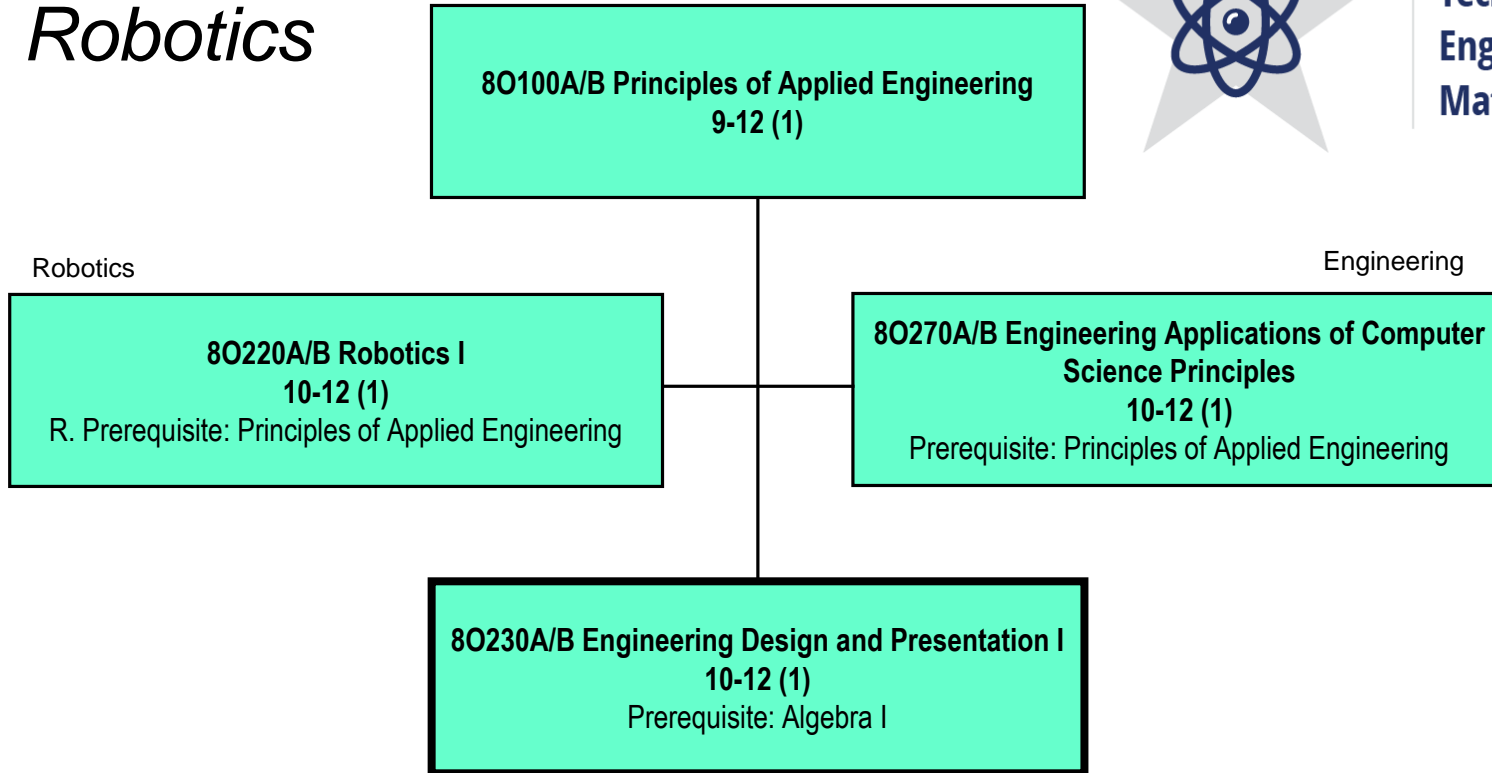 Robotics
8O100A/B Principles of Applied Engineering
9-12 (1)
Robotics
Engineering
8O220A/B Robotics I
10-12 (1)
R. Prerequisite: Principles of Applied Engineering
8O270A/B Engineering Applications of Computer
Science Principles
10-12 (1)
Prerequisite: Principles of Applied Engineering
8O230A/B Engineering Design and Presentation I
10-12 (1)
Prerequisite: Algebra I